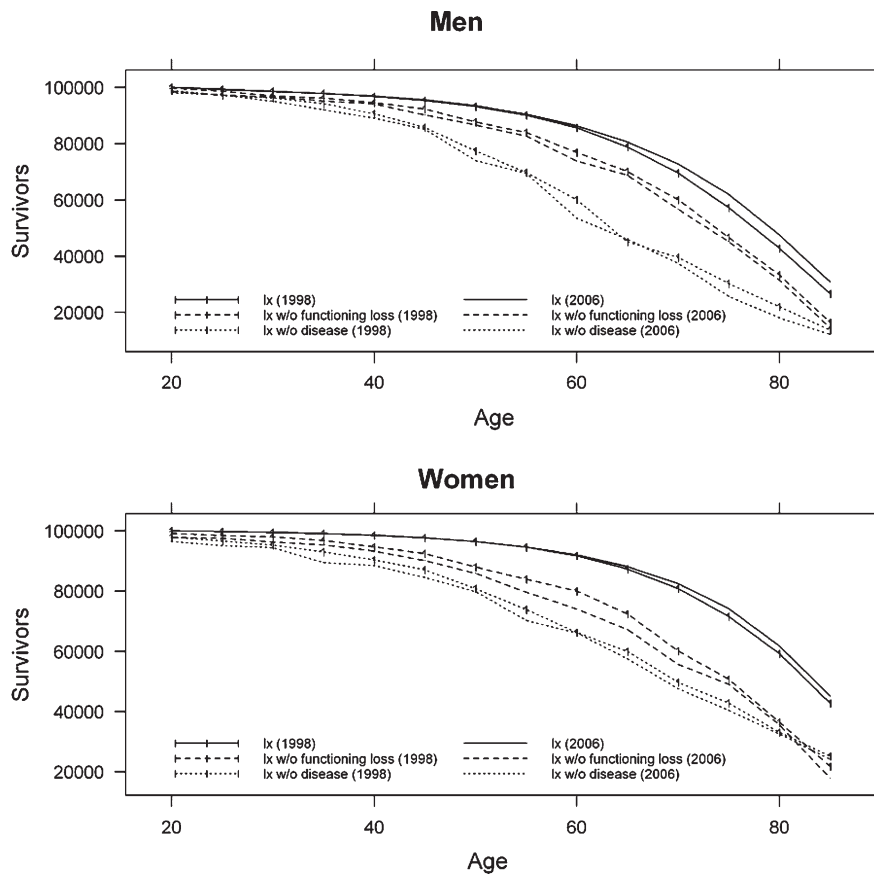 Men
Survivors
100000
80000
60000
40000
20000
lx (1998)
lx (2006)
lx w/o functioning loss (1998)
lx w/o functioning loss (2006)
lx w/o disease (1998)
lx w/o disease (2006)
20 40 60 80
Age
Women
Survivors
100000
80000
60000
40000
20000
lx (1998)
lx (2006)
lx w/o functioning loss (1998)
lx w/o functioning loss (2006)
lx w/o disease (1998)
lx w/o disease (2006)
20 40 60 80
Age